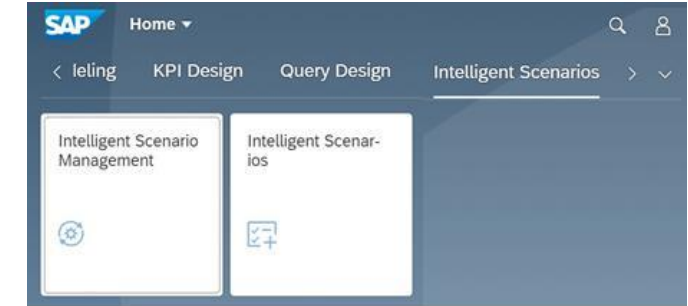 SAP Home
leling KPI Design Query Design Intelligent Scenarios
Intelligent Scenario
Management
Intelligent Scenar-
ios